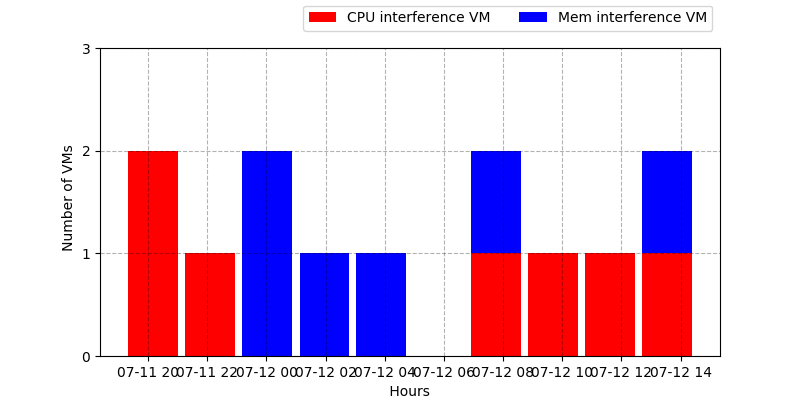 CPU interference VM Mem interference VM
3
2
1
0
Number of VMs
07-11 20 07-11 22 07-12 00 07-12 02 07-12 04 07-12 06 07-12 08 07-12 10 07-12 12 07-12 14
Hours